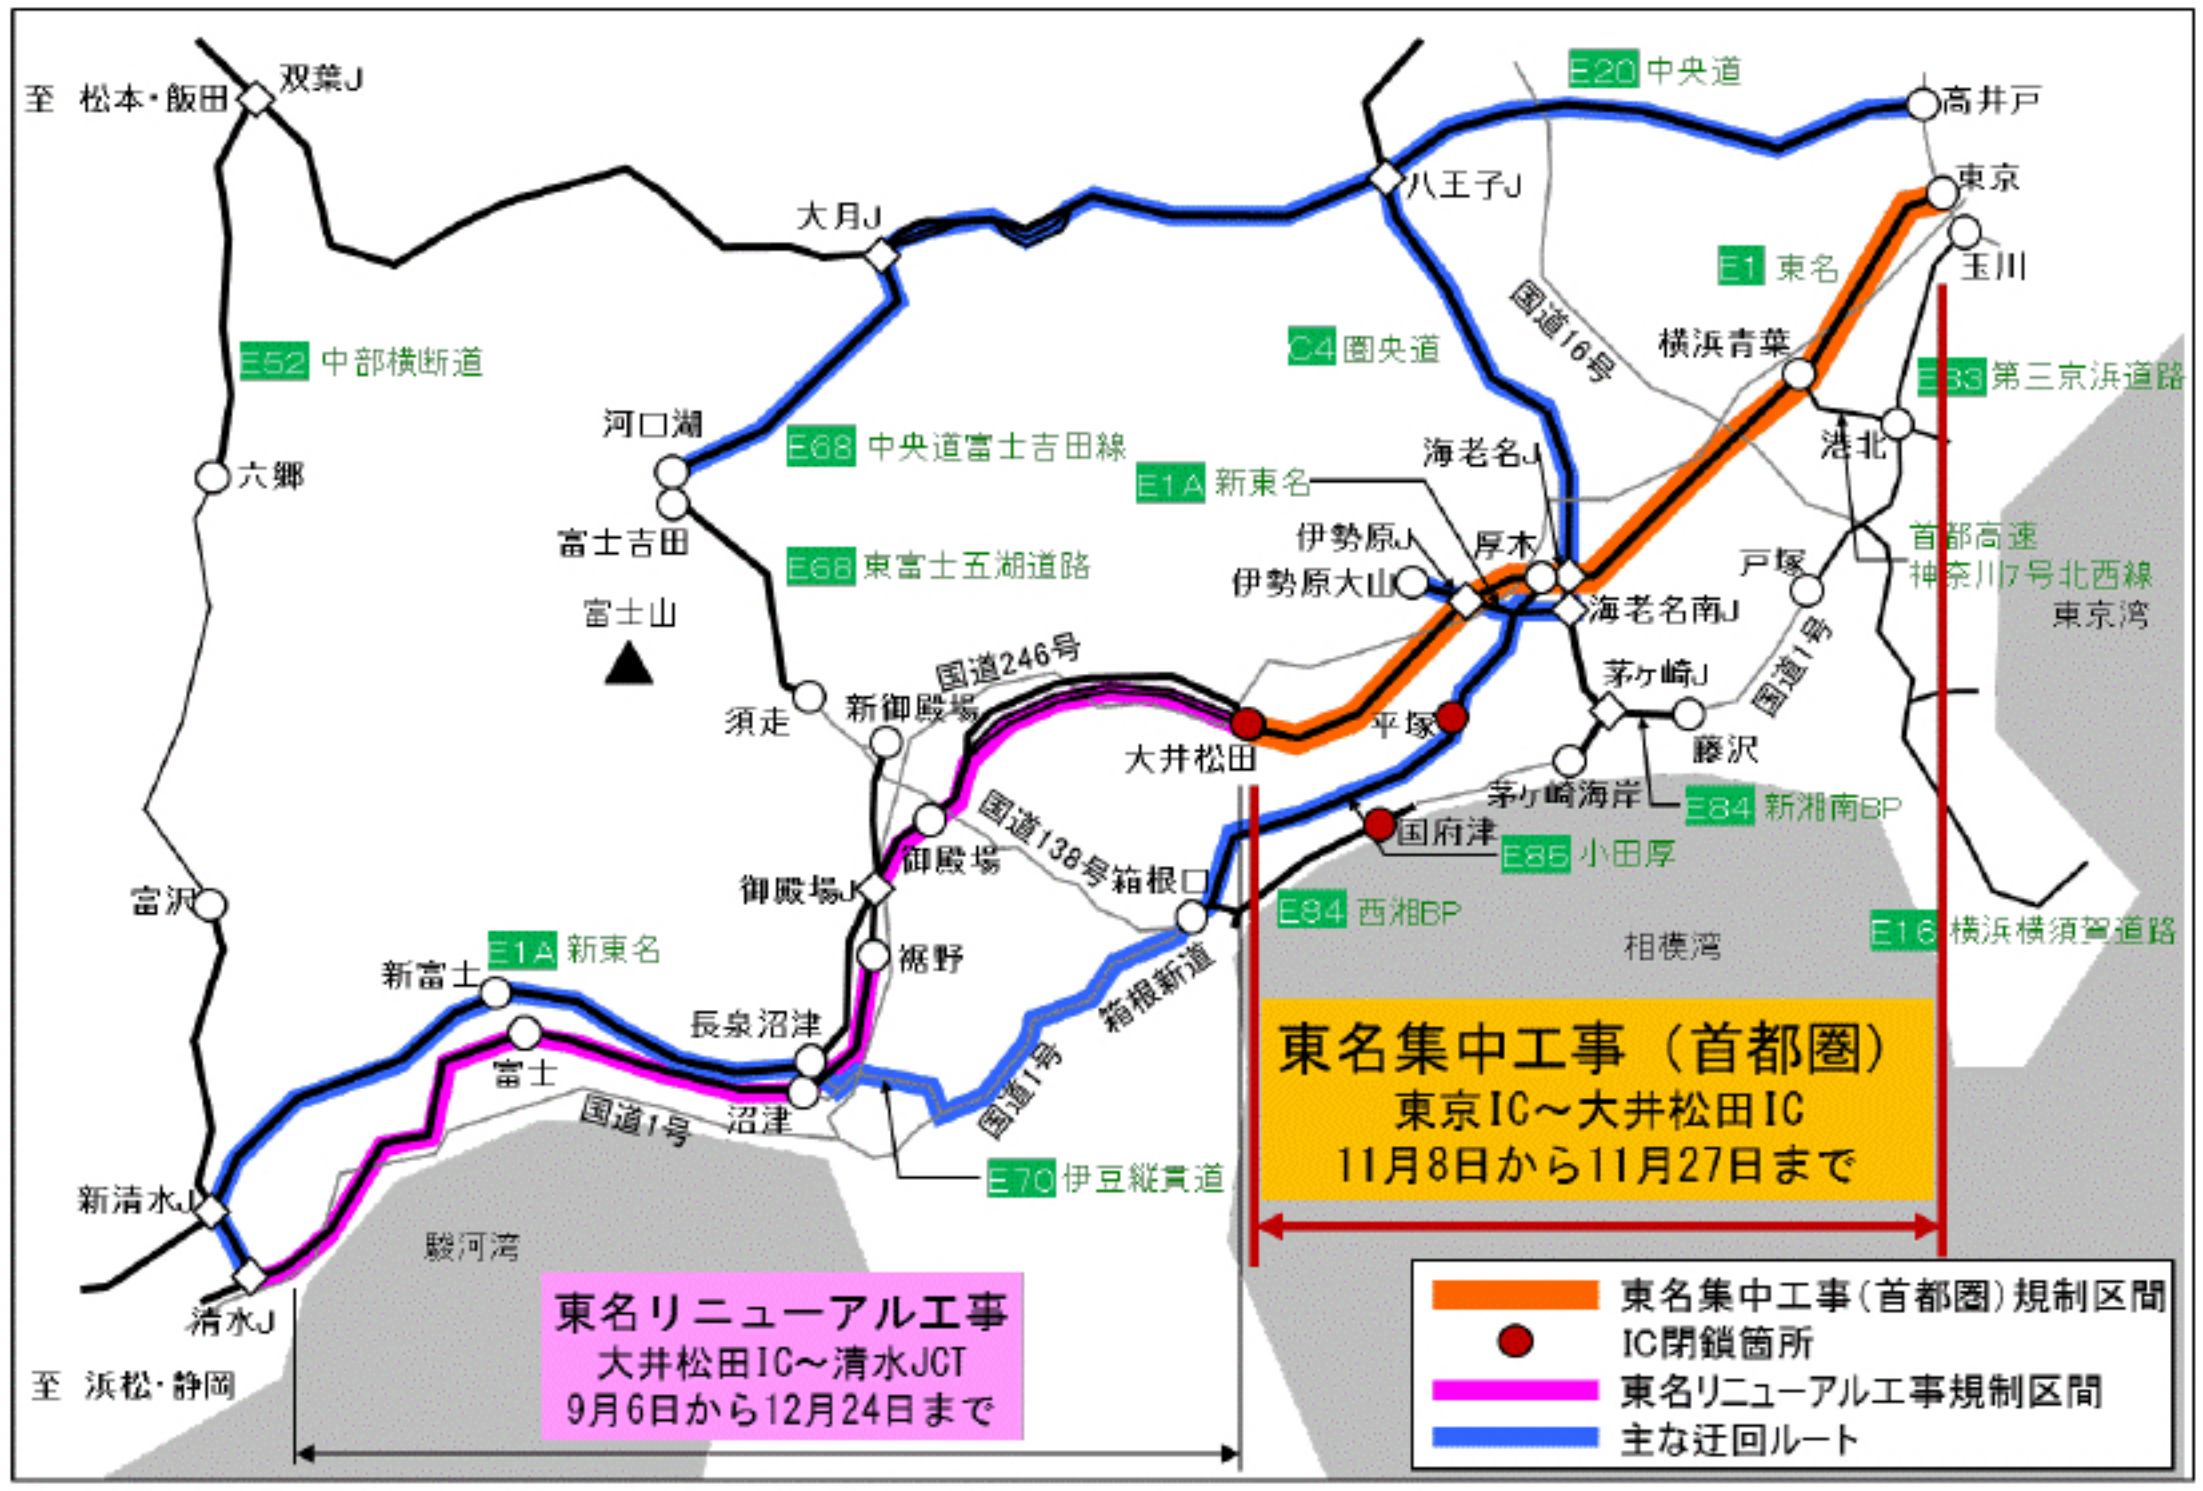 至 松本・飯田
双葉J
E20 中央道
高井戸
東京
玉川
大月J
八王子J
E1 東名
国道16号
横浜青葉
C4 圏央道
E83 第三京浜道路
E52 中部横断道
河口湖
港北
E68 中央道富士吉田線
海老名J
E1A 新東名
六郷
富士吉田
伊勢原J
厚木
首都高速
神奈川7号北西線
戸塚
E68 東富士五湖道路
伊勢原大山
海老名南J
東京湾
富士山
国道246号
国道1号
茅ヶ崎J
須走
新御殿場
平塚
大井松田
藤沢
茅ヶ崎海岸
E84 新湘南BP
国道138号
国府津
E85 小田厚
御殿場
箱根口
御殿場J
富沢
E84 西湘BP
E16 横浜横須賀道路
相模湾
裾野
E1A 新東名
新富士
箱根新道
長泉沼津
富士
国道1号
国道1号
沼津
E70 伊豆縦貫道
東名集中工事（首都圏）
東京IC～大井松田IC
11月8日から11月27日まで
新清水J
駿河湾
清水J
至 浜松・静岡
東名リニューアル工事
大井松田IC～清水JCT
9月6日から12月24日まで
東名集中工事(首都圏)規制区間
IC閉鎖箇所
東名リニューアル工事規制区間
主な迂回ルート